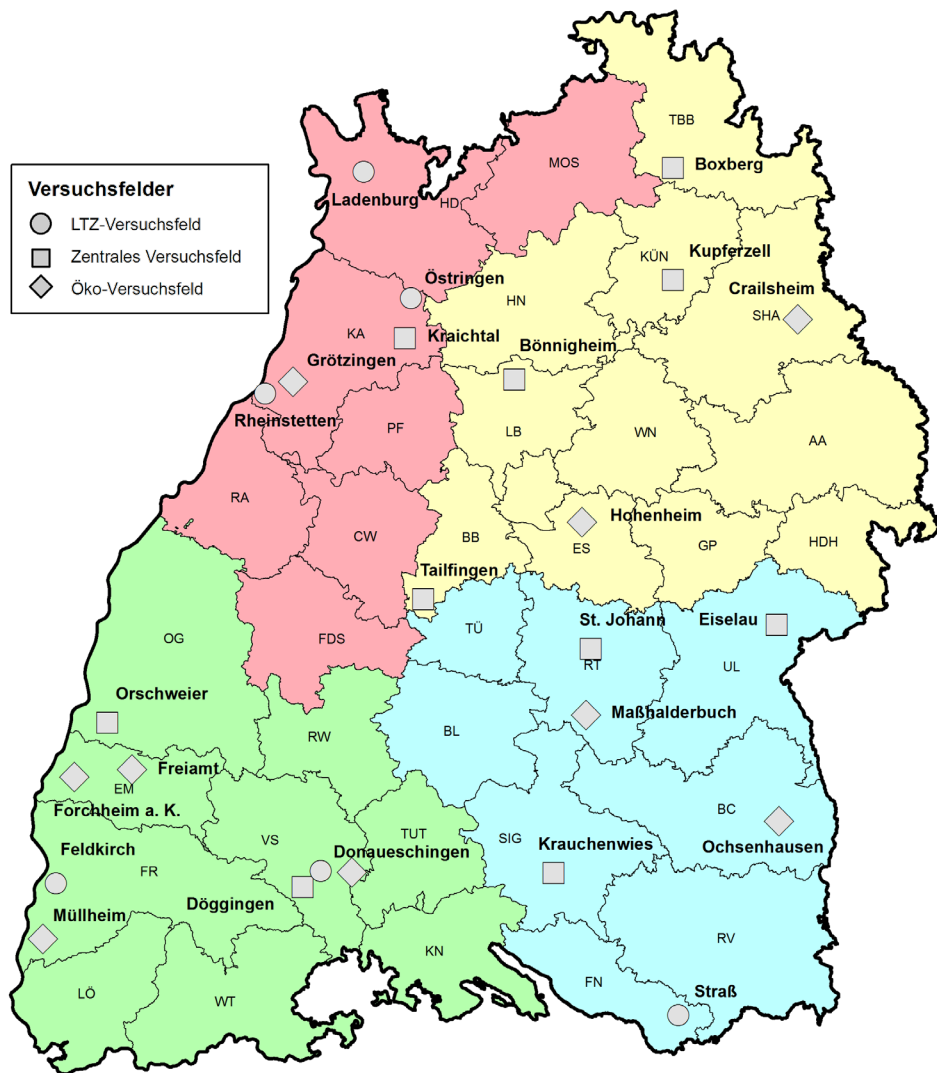 TBB
MOS
Boxberg
Versuchsfelder
LTZ-Versuchsfeld
Zentrales Versuchsfeld
Öko-Versuchsfeld
Ladenburg
HD
KÜN
Kupferzell
Östringen
Crailsheim
HN
SHA
KA
Kraichtal
Bönnigheim
Grötzingen
Rheinstetten
PF
LB
WN
AA
RA
CW
BB
Hohenheim
ES
GP
HDH
Tailfingen
OG
FDS
TÜ
St. Johann
Eiselau
RT
UL
Orschweier
RW
BL
Maßhalderbuch
Freiamt
EM
Forchheim a. K.
BC
VS
TUT
SIG
Krauchenwies
Ochsenhausen
Feldkirch
FR
Donaueschingen
Döggingen
Müllheim
RV
KN
LÖ
WT
FN
Straß